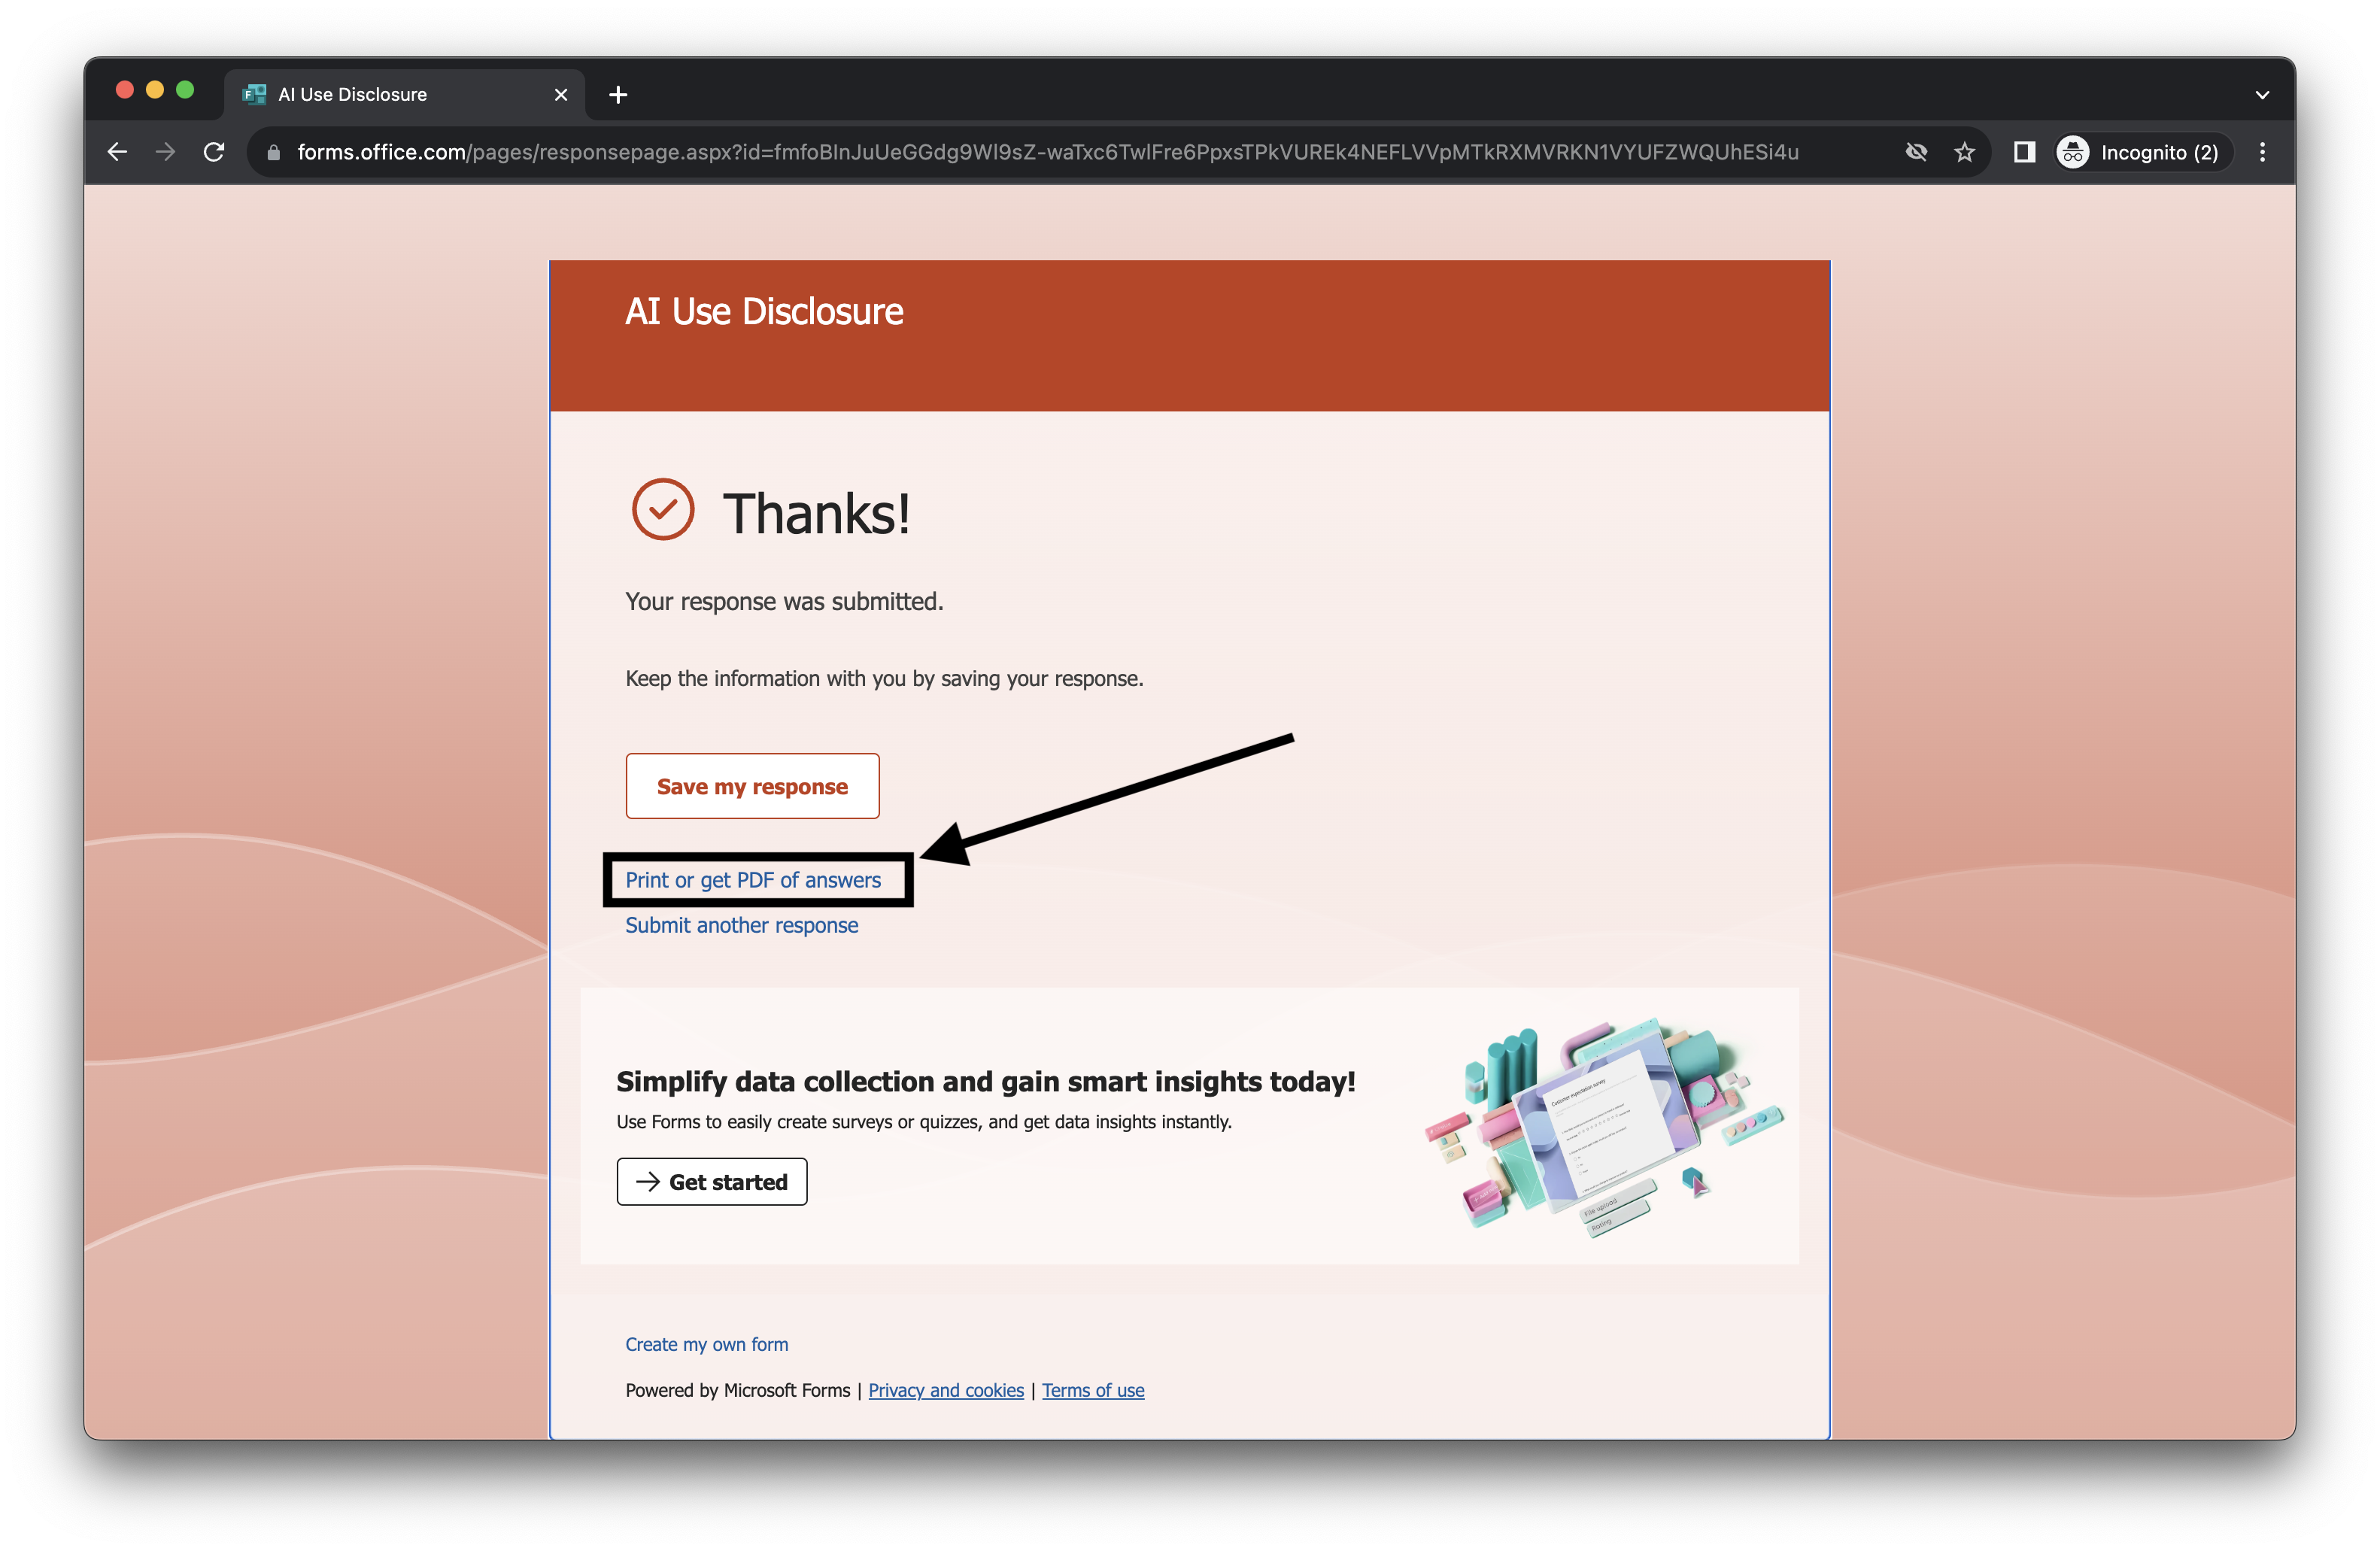 AI Use Disclosure
forms.office.com/pages/responsepage.aspx?id=fmfoBInJuUeGGdg9Wl9sZ-waTxc6TwlFre6PpxsTPkVUREk4NEFLVVpMTkRXMVRKN1VYUFZWQUhESi4u
Incognito (2)
AI Use Disclosure
Thanks!
Your response was submitted.
Keep the information with you by saving your response.
Save my response
Print or get PDF of answers
Submit another response
Simplify data collection and gain smart insights today!
Use Forms to easily create surveys or quizzes, and get data insights instantly.
Get started
File upload
Rating
Create my own form
Powered by Microsoft Forms | Privacy and cookies | Terms of use